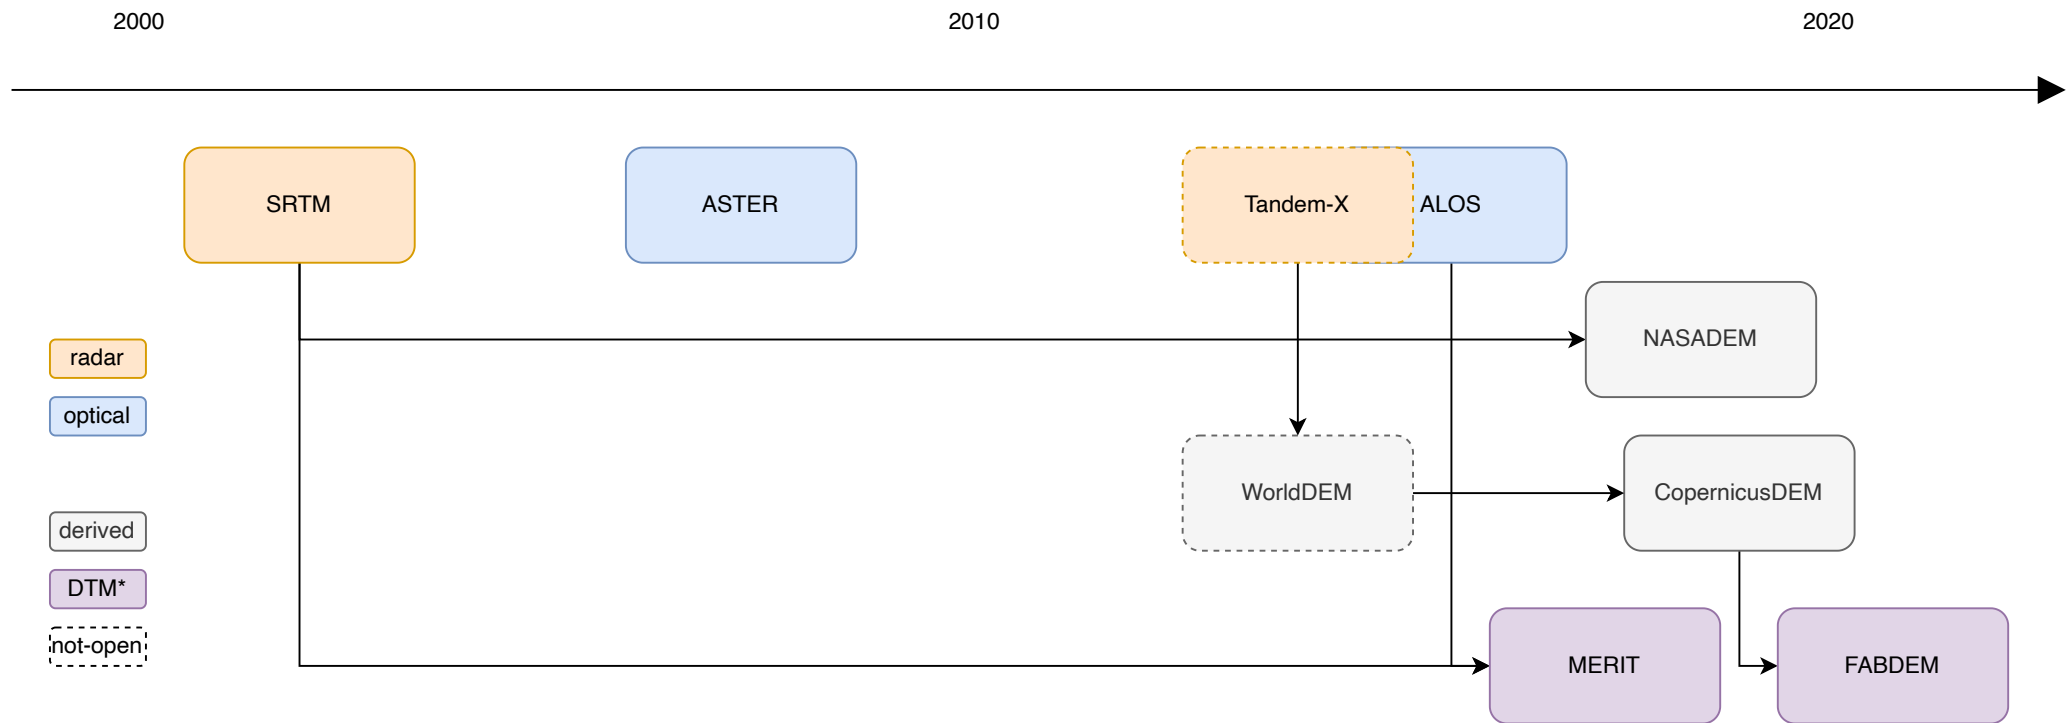 2000
2010
2020
SRTM
ASTER
Tandem-X
ALOS
NASADEM
radar
optical
WorldDEM
CopernicusDEM
derived
DTM*
not-open
MERIT
FABDEM